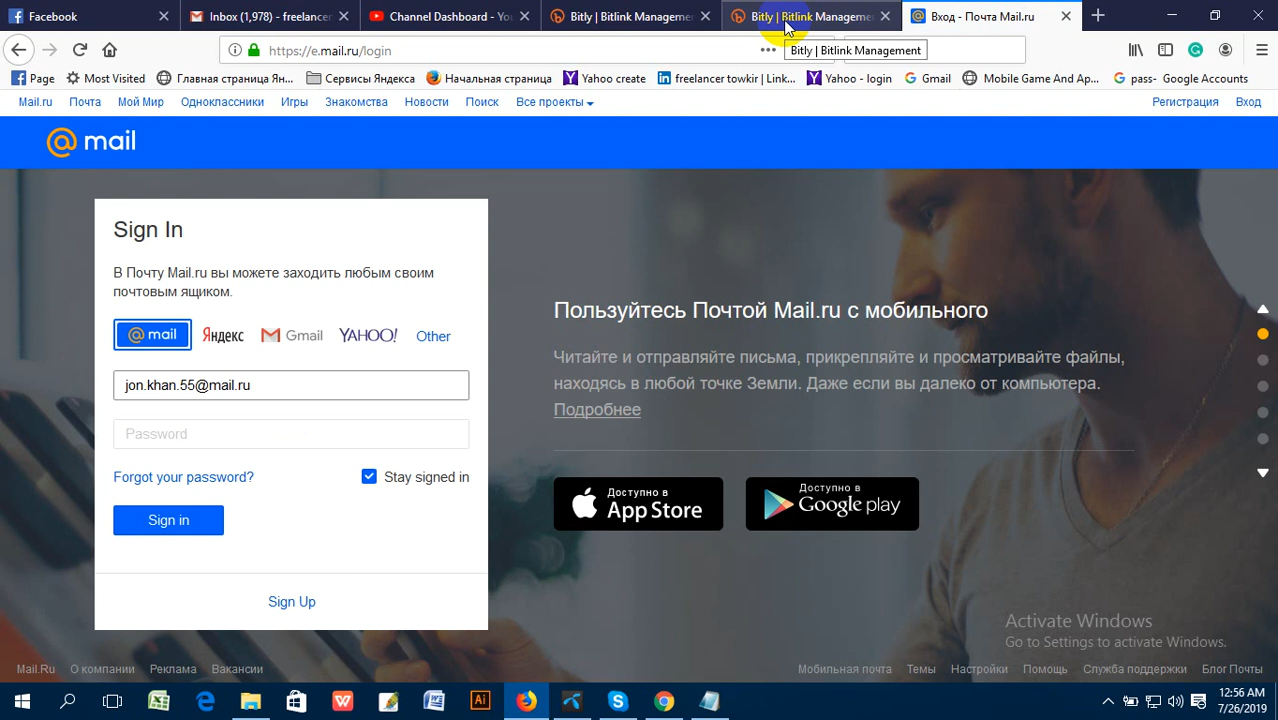 Facebook
Inbox (1,978) - freelancer
Channel Dashboard - You
Bitly | Bitlink Management
Bitly | Bitlink Management
Вход - Почта Mail.ru
https://e.mail.ru/login
Bitly | Bitlink Management
Page
Most Visited
Главная страница Ян...
Сервисы Яндекса
Начальная страница
Yahoo create
freelancer towkir | Link...
Yahoo - login
Gmail
Mobile Game And Ap...
pass- Google Accounts
Mail.ru
Почта
Мой Мир
Одноклассники
Игры
Знакомства
Новости
Поиск
Все проекты
Регистрация
Вход
@mail
Sign In
В Почту Mail.ru вы можете заходить любым своим
почтовым ящиком.
@mail
Яндекс
Gmail
YAHOO!
Other
jon.khan.55@mail.ru
Password
Forgot your password?
Stay signed in
Sign in
Sign Up
Пользуйтесь Почтой Mail.ru с мобильного
Читайте и отправляйте письма, прикрепляйте и просматривайте файлы,
находясь в любой точке Земли. Даже если вы далеко от компьютера.
Подробнее
Доступно в
App Store
Доступно в
Google play
Activate Windows
Go to Settings to activate Windows.
Mail.Ru
О компании
Реклама
Вакансии
Мобильная почта
Темы
Настройки
Помощь
Служба поддержки
Блог Почты
12:56 AM
7/26/2019